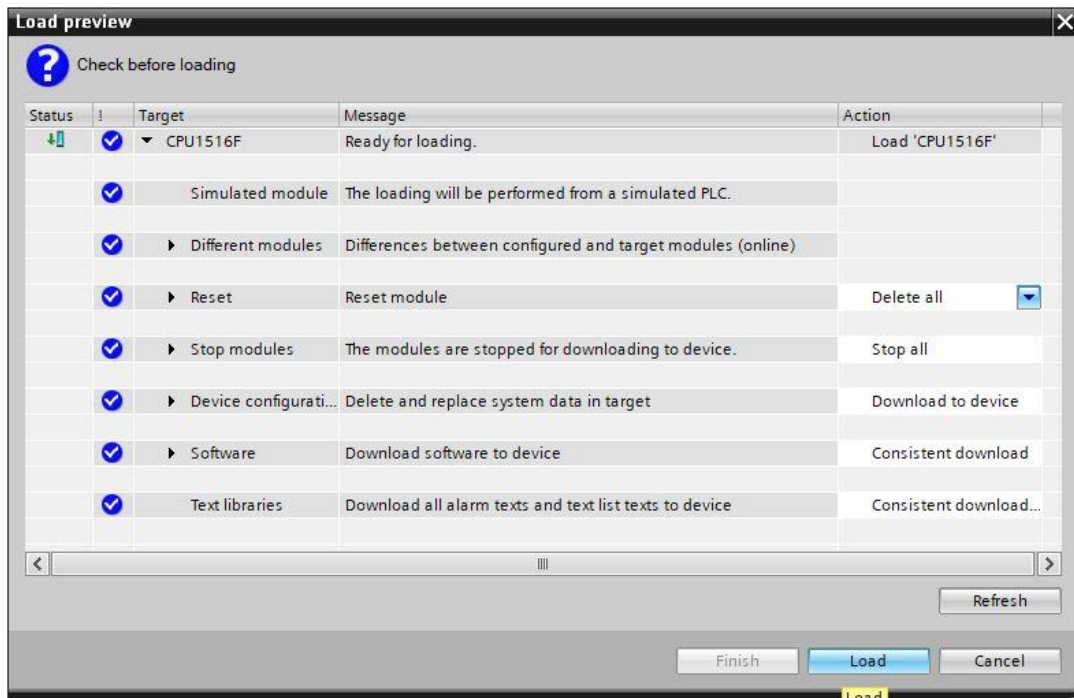 Load preview
Check before loading
Status ! Target Message Action
CPU1516F Ready for loading. Load 'CPU1516F'
Simulated module The loading will be performed from a simulated PLC.
Different modules Differences between configured and target modules (online)
Reset Reset module Delete all
Stop modules The modules are stopped for downloading to device. Stop all
Device configurati... Delete and replace system data in target Download to device
Software Download software to device Consistent download
Text libraries Download all alarm texts and text list texts to device Consistent download...
Refresh
Finish Load Cancel
Load